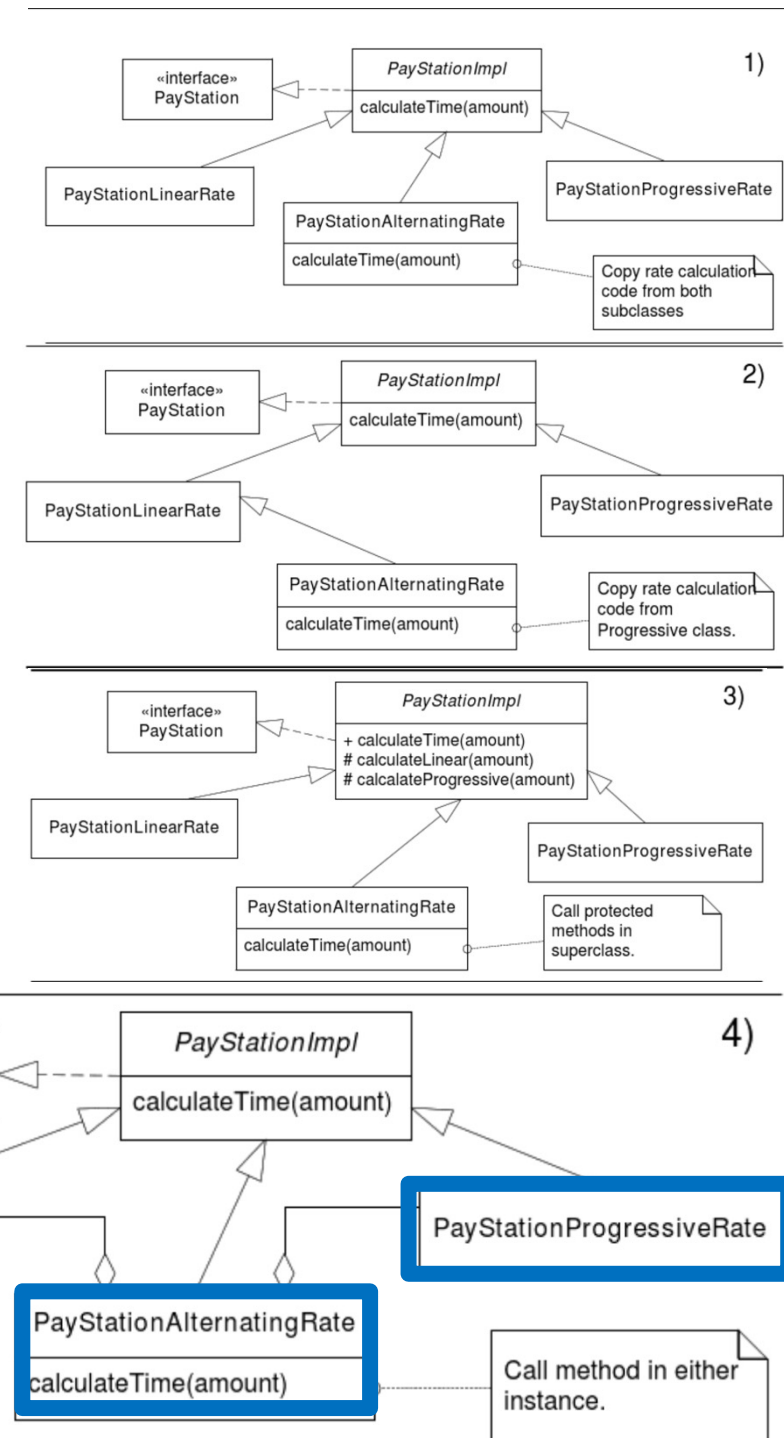 1)
«interface»
PayStation
PayStationImpl
calculateTime(amount)
PayStationLinearRate
PayStationAlternatingRate
calculateTime(amount)
PayStationProgressiveRate
Copy rate calculation
code from both
subclasses
2)
«interface»
PayStation
PayStationImpl
calculateTime(amount)
PayStationLinearRate
PayStationProgressiveRate
PayStationAlternatingRate
calculateTime(amount)
Copy rate calculation
code from
Progressive class.
3)
«interface»
PayStation
PayStationImpl
+ calculateTime(amount)
# calculateLinear(amount)
# calcalateProgressive(amount)
PayStationLinearRate
PayStationProgressiveRate
PayStationAlternatingRate
calculateTime(amount)
Call protected
methods in
superclass.
4)
PayStationImpl
calculateTime(amount)
PayStationProgressiveRate
PayStationAlternatingRate
calculateTime(amount)
Call method in either
instance.